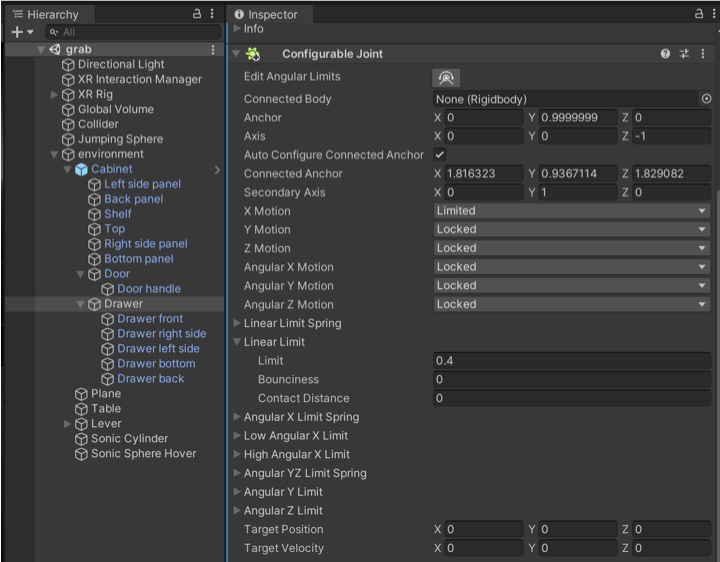 Hierarchy
All
grab
Directional Light
XR Interaction Manager
XR Rig
Global Volume
Collider
Jumping Sphere
environment
Cabinet
Left side panel
Back panel
Shelf
Top
Right side panel
Bottom panel
Door
Door handle
Drawer
Drawer front
Drawer right side
Drawer left side
Drawer bottom
Drawer back
Plane
Table
Lever
Sonic Cylinder
Sonic Sphere Hover
Inspector
Info
Configurable Joint
Edit Angular Limits
Connected Body None (Rigidbody)
Anchor X 0 Y 0.9999999 Z 0
Axis X 0 Y 0 Z -1
Auto Configure Connected Anchor
Connected Anchor X 1.816323 Y 0.9367114 Z 1.829082
Secondary Axis X 0 Y 1 Z 0
X Motion Limited
Y Motion Locked
Z Motion Locked
Angular X Motion Locked
Angular Y Motion Locked
Angular Z Motion Locked
Linear Limit Spring
Linear Limit
Limit 0.4
Bounciness 0
Contact Distance 0
Angular X Limit Spring
Low Angular X Limit
High Angular X Limit
Angular YZ Limit Spring
Angular Y Limit
Angular Z Limit
Target Position X 0 Y 0 Z 0
Target Velocity X 0 Y 0 Z 0